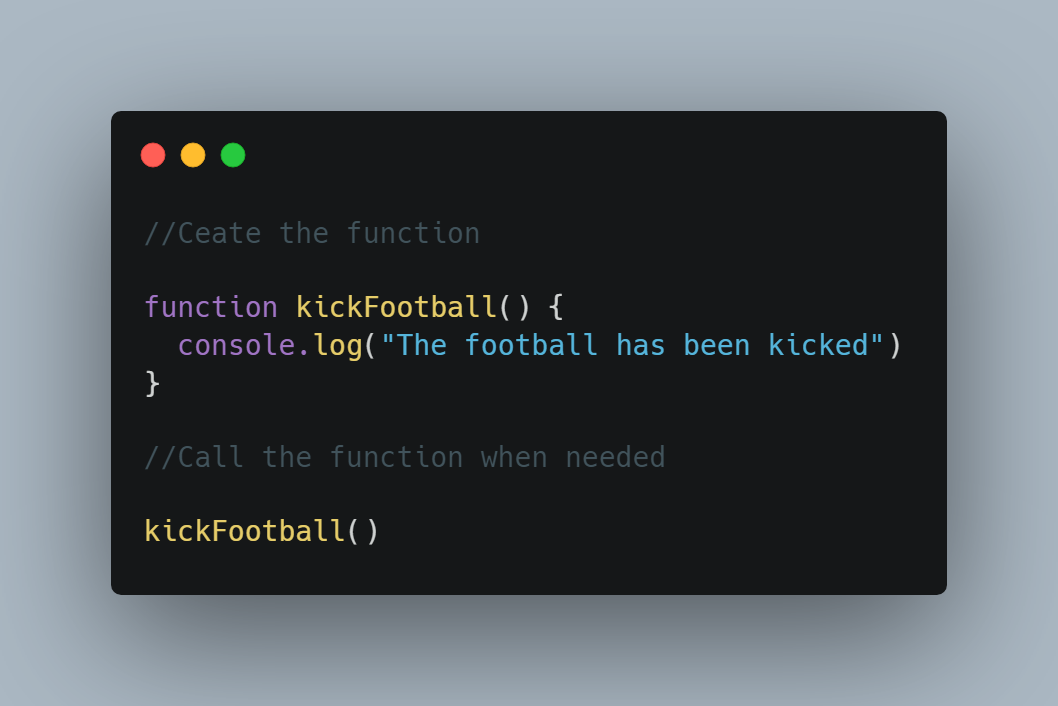 //Ceate the function
function kickFootball() {
  console.log("The football has been kicked")
}
//Call the function when needed
kickFootball()